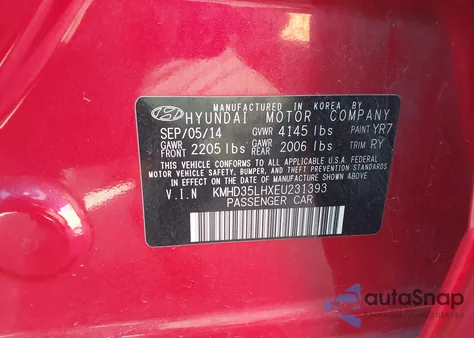 MANUFACTURED IN KOREA BY
HYUNDAI MOTOR COMPANY
SEP/05/14 GVWR 4145 lbs PAINT YR7
GAWR FRONT 2205 lbs GAWR REAR 2006 lbs TRIM RY
THIS VEHICLE CONFORMS TO ALL APPLICABLE U.S.A. FEDERAL
MOTOR VEHICLE SAFETY, BUMPER, AND THEFT PREVENTION STANDARDS
IN EFFECT ON THE DATE OF MANUFACTURE SHOWN ABOVE.
V.I.N KMHD35LHXEU231393
PASSENGER CAR
autoSnap